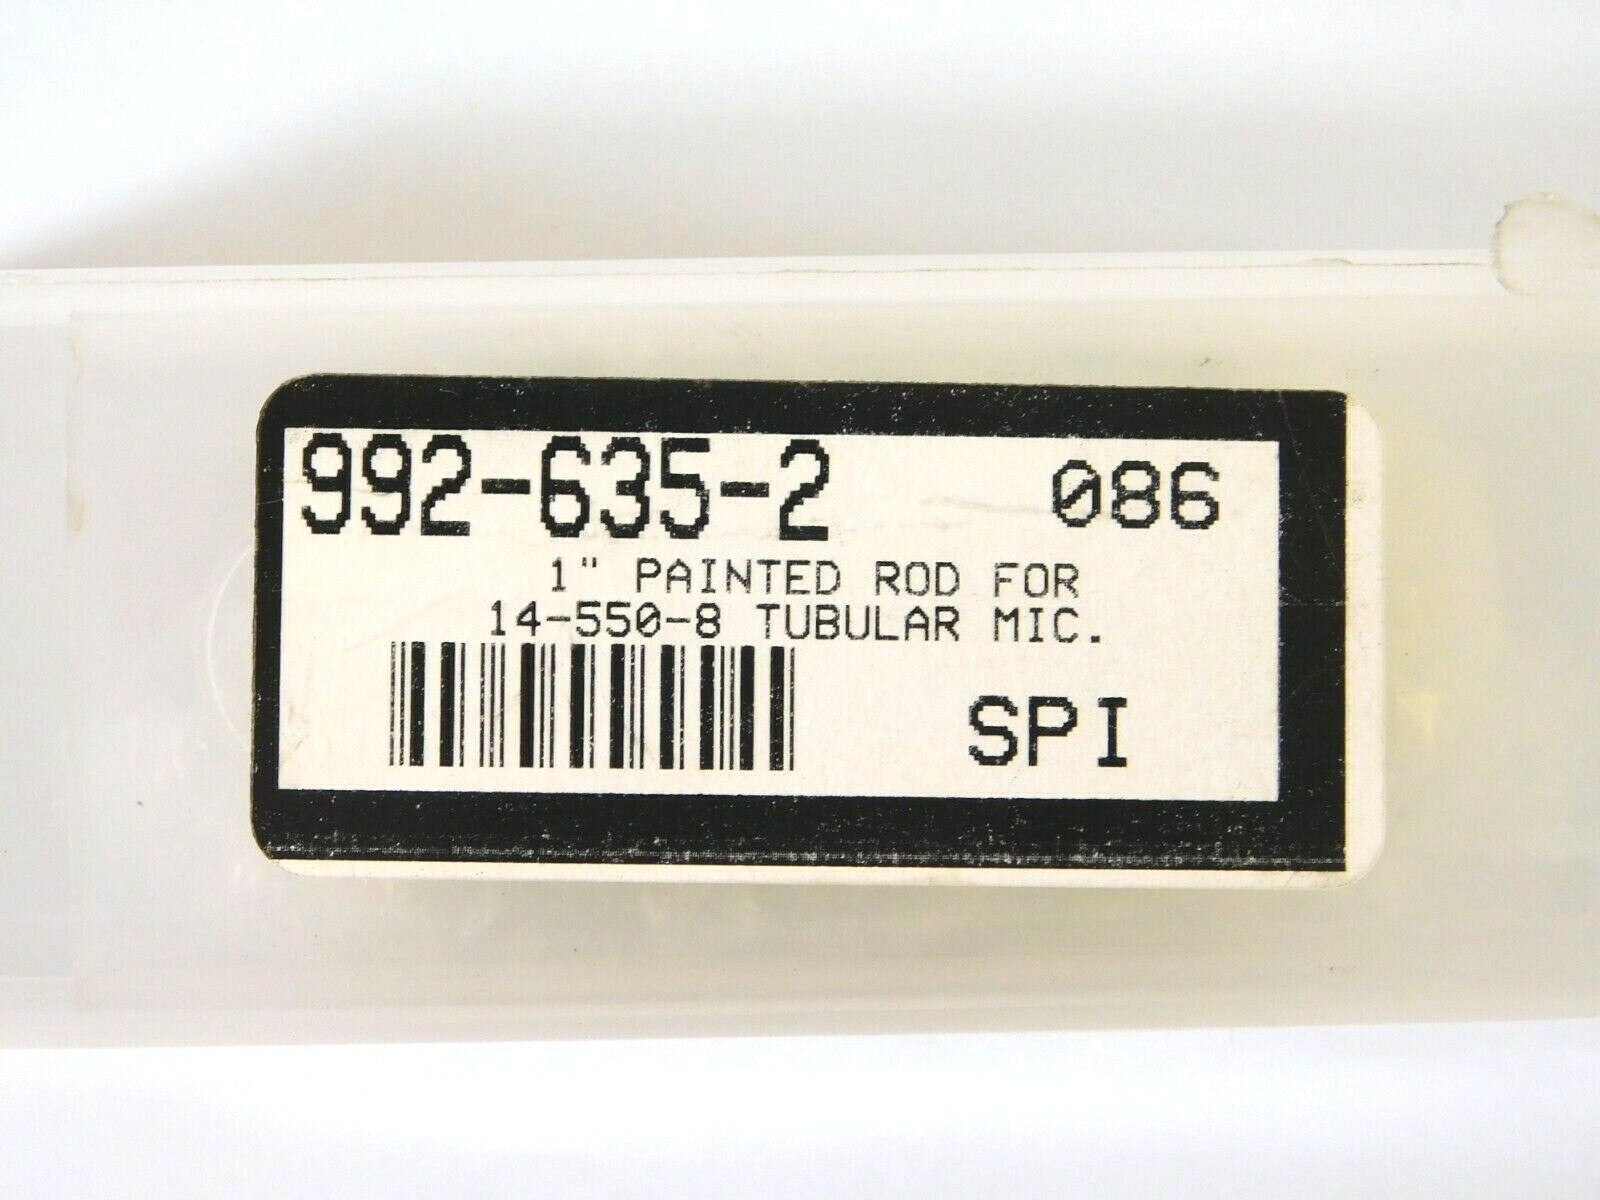 992-635-2 086
1" PAINTED ROD FOR
14-550-8 TUBULAR MIC.
SPI